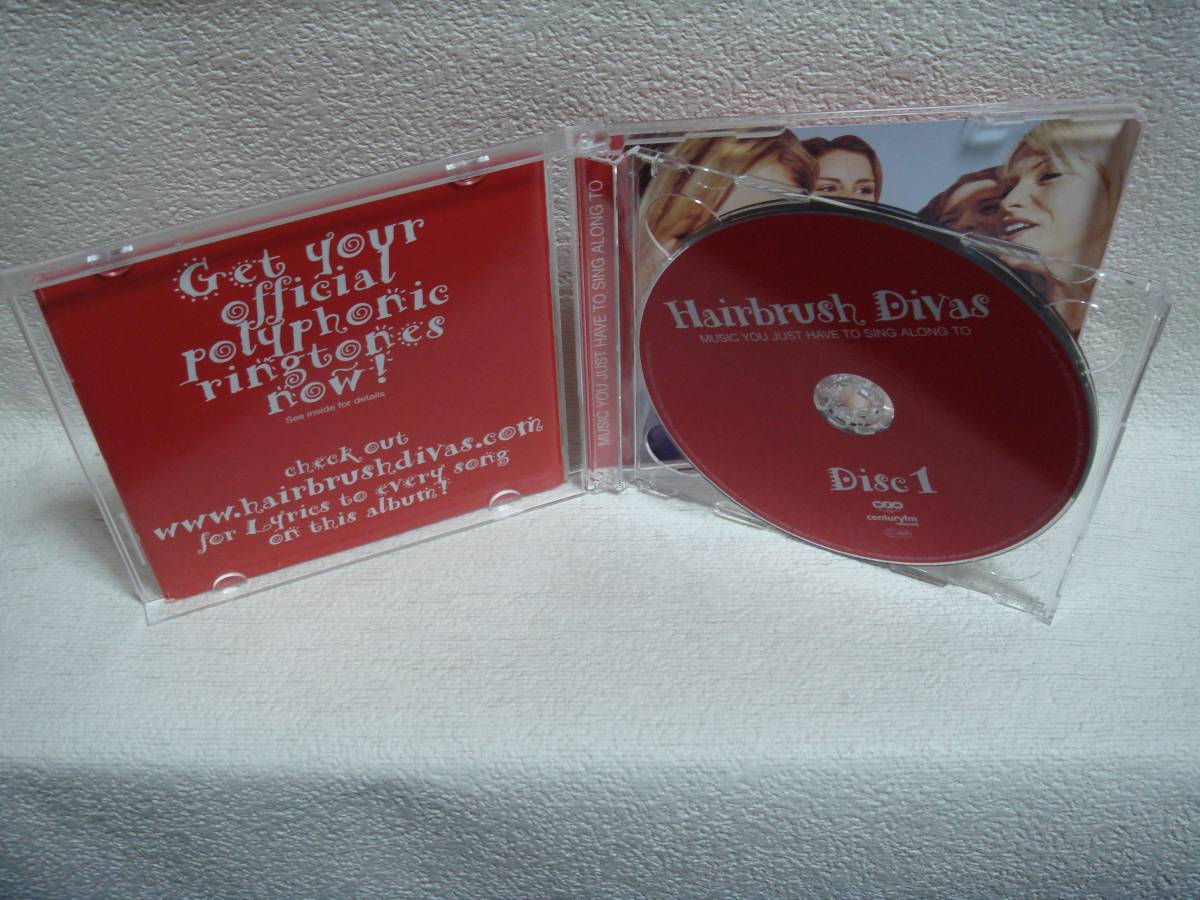 Get your
official
polyphonic
ringtones
now!
See inside for details
check out
www.hairbrushdivas.com
for Lyrics to every song
on this album!
MUSIC YOU JUST HAVE TO SING ALONG TO
Hairbrush Divas
MUSIC YOU JUST HAVE TO SING ALONG TO
Disc 1
centuryfm
network